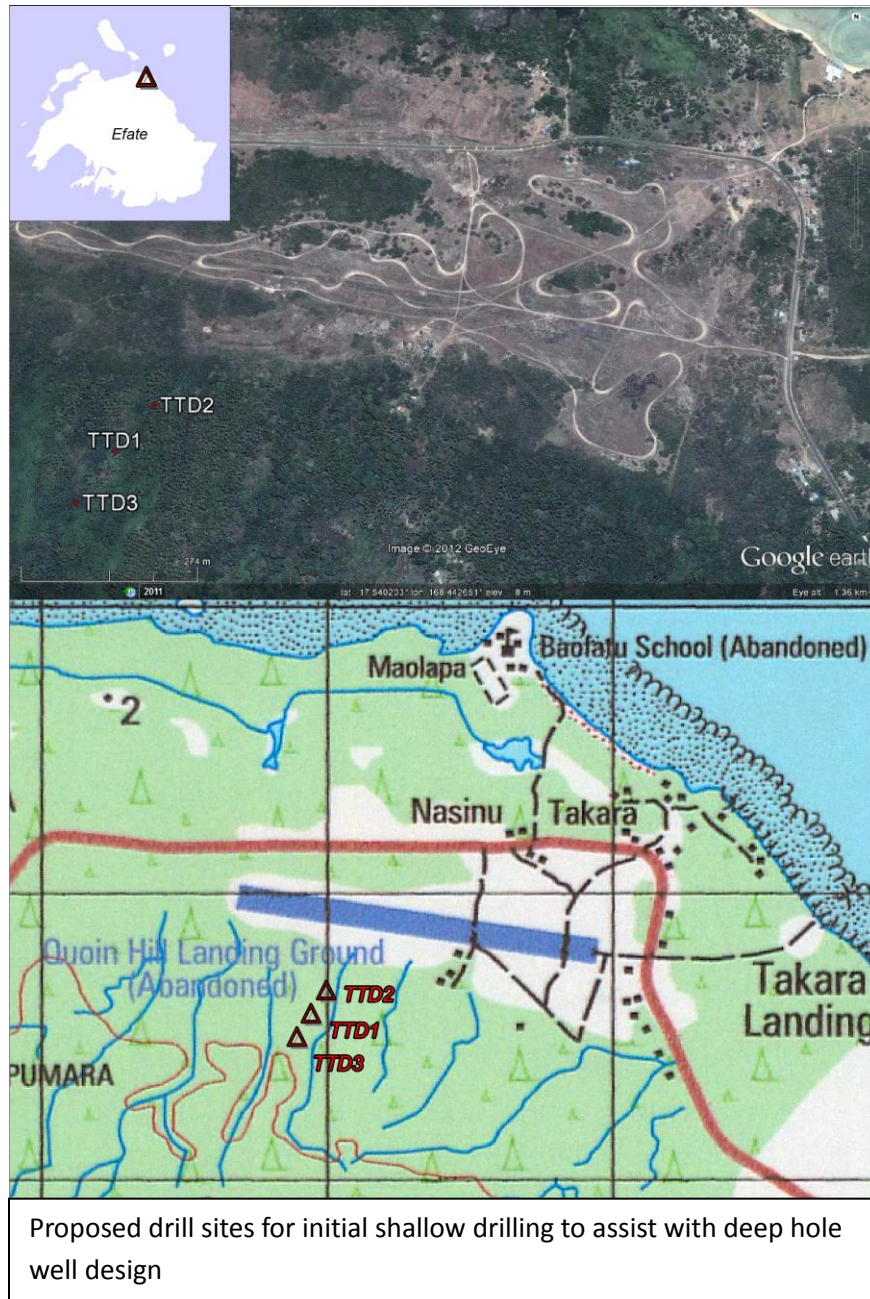 N
Efate
TTD2
TTD1
TTD3
Image © 2012 GeoEye
Google earth
274 m
2011
Eye alt 1.36 km
Baofatu School (Abandoned)
Maolapa
2
Nasinu
Takara
Quoin Hill Landing Ground
(Abandoned)
TTD2
TTD1
TTD3
Takara
Landing
PUMARA
Proposed drill sites for initial shallow drilling to assist with deep hole
well design